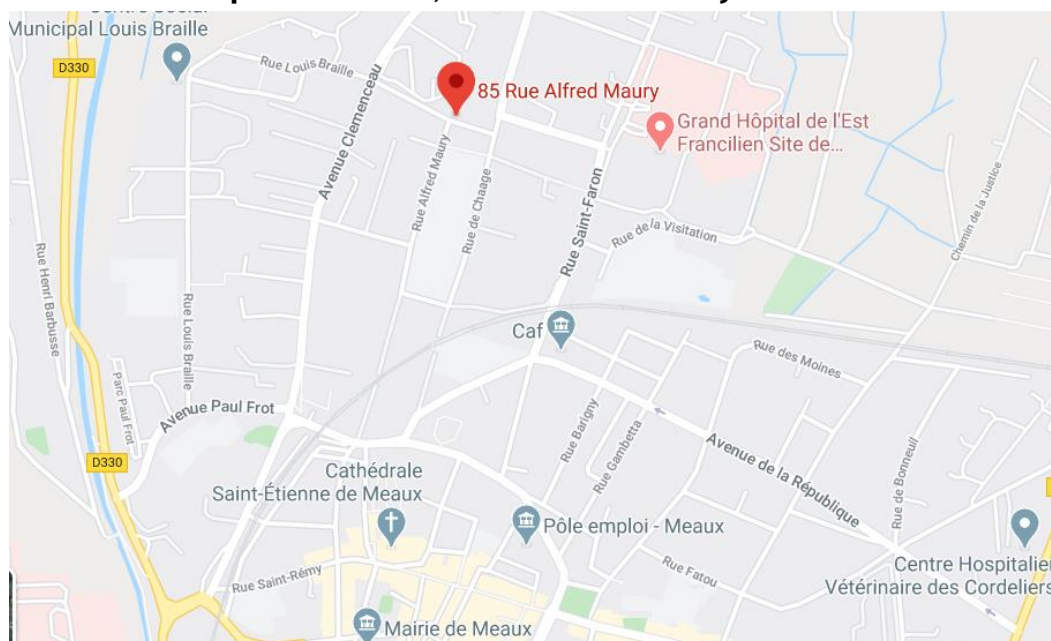 Municipal Louis Braille
D330
Rue Louis Braille
Avenue Clemenceau
85 Rue Alfred Maury
Grand Hôpital de l'Est
Francilien Site de...
Rue Alfred Maury
Rue de Chaage
Rue Saint-Faron
Rue de la Visitation
Chemin de la Justice
Rue Henri Barbusse
Rue Louis Braille
Caf
Rue des Moines
Parc Paul Frot
Avenue Paul Frot
Rue Barigny
Rue Gambetta
Avenue de la République
Rue de Bonneuil
D330
Cathédrale
Saint-Étienne de Meaux
Pôle emploi - Meaux
Centre Hospitalier
Vétérinaire des Cordeliers
Rue Saint-Rémy
Rue Fatou
Mairie de Meaux